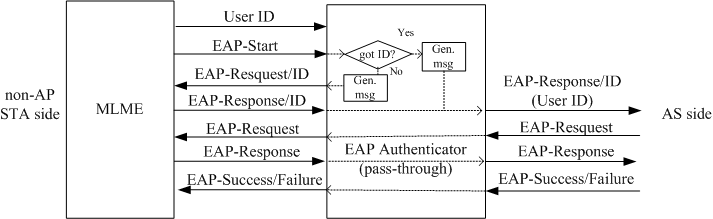 User ID
Yes
EAP-Start
got ID?
Gen.
msg
No
EAP-Resquest/ID
Gen.
msg
EAP-Response/ID
(User ID)
non-AP
STA side
MLME
EAP-Response/ID
AS side
EAP-Resquest
EAP-Request
EAP-Response
EAP Authenticator
(pass-through)
EAP-Response
EAP-Success/Failure
EAP-Success/Failure